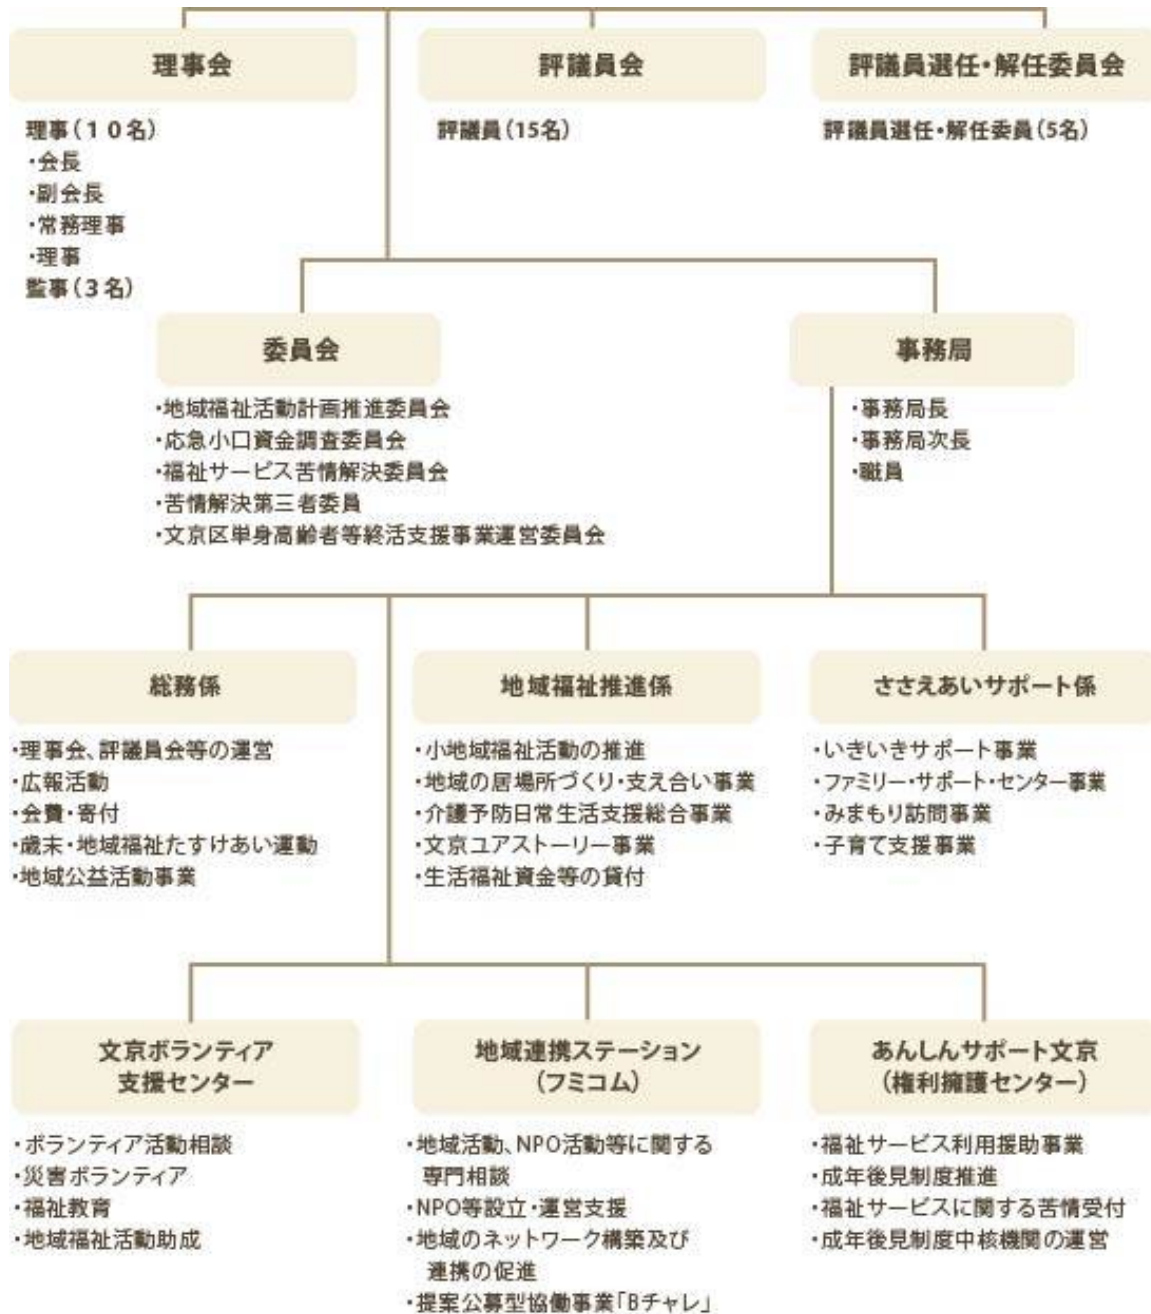 理事会
理事(10名)
・会長
・副会長
・常務理事
・理事
監事(3名)
評議員会
評議員(15名)
評議員選任・解任委員会
評議員選任・解任委員(5名)
委員会
・地域福祉活動計画推進委員会
・応急小口資金調査委員会
・福祉サービス苦情解決委員会
・苦情解決第三者委員
・文京区単身高齢者等終活支援事業運営委員会
事務局
・事務局長
・事務局次長
・職員
総務係
・理事会、評議員会等の運営
・広報活動
・会費・寄付
・歳末・地域福祉たすけあい運動
・地域公益活動事業
地域福祉推進係
・小地域福祉活動の推進
・地域の居場所づくり・支え合い事業
・介護予防日常生活支援総合事業
・文京ユアストーリー事業
・生活福祉資金等の貸付
ささえあいサポート係
・いきいきサポート事業
・ファミリー・サポート・センター事業
・みまもり訪問事業
・子育て支援事業
文京ボランティア
支援センター
・ボランティア活動相談
・災害ボランティア
・福祉教育
・地域福祉活動助成
地域連携ステーション
(フミコム)
・地域活動、NPO活動等に関する
専門相談
・NPO等設立・運営支援
・地域のネットワーク構築及び
連携の促進
・提案公募型協働事業「Bチャレ」
あんしんサポート文京
(権利擁護センター)
・福祉サービス利用援助事業
・成年後見制度推進
・福祉サービスに関する苦情受付
・成年後見制度中核機関の運営